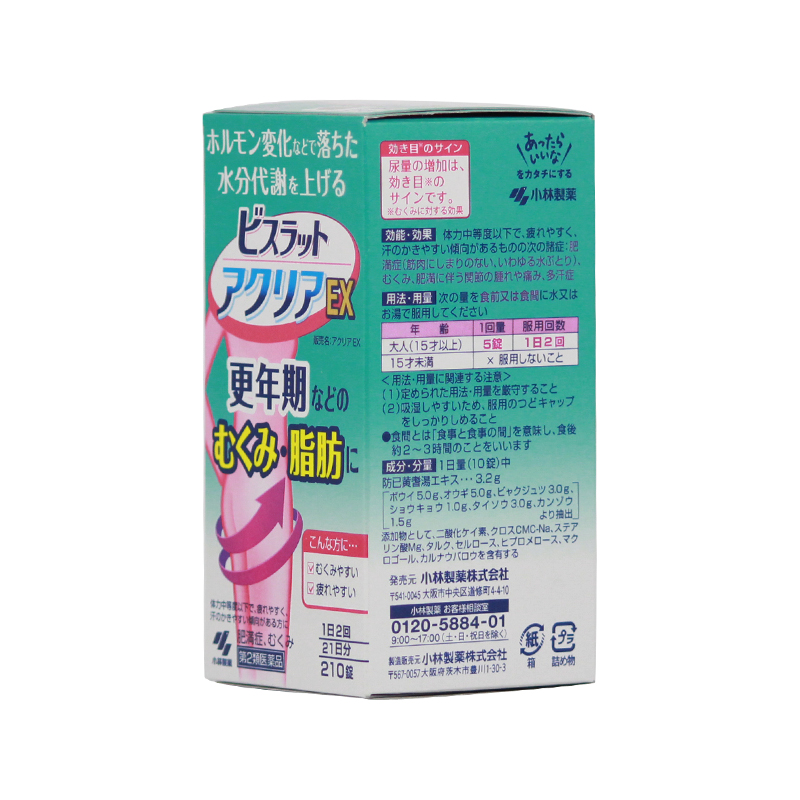 ホルモン変化などで落ちた
水分代謝を上げる
ビスラット
アクリアEX
販売名:アクリアEX
更年期などの
むくみ・脂肪に
こんな方に…
むくみやすい
疲れやすい
体力中等度以下で、疲れやすく、
汗のかきやすい傾向がある方に
肥満症、むくみ
小林製薬
第2類医薬品
1日2回
21日分
210錠
効き目※のサイン
尿量の増加は、
効き目※の
サインです。
※むくみに対する効果
あったら
いいな
をカタチにする
小林製薬
効能・効果 体力中等度以下で、疲れやすく、
汗のかきやすい傾向があるものの次の諸症:肥
満症(筋肉にしまりのない、いわゆる水ぶとり)、
むくみ、肥満に伴う関節の腫れや痛み、多汗症
用法・用量 次の量を食前又は食間に水又は
お湯で服用してください
年齢 1回量 服用回数
大人(15才以上) 5錠 1日2回
15才未満 × 服用しないこと
<用法・用量に関連する注意>
(1)定められた用法・用量を厳守すること
(2)吸湿しやすいため、服用のつどキャップ
をしっかりしめること
●食間とは「食事と食事の間」を意味し、食後
約2~3時間のことをいいます
成分・分量 1日量(10錠)中
防已黄耆湯エキス…3.2g
ボウイ5.0g、オウギ5.0g、ビャクジュツ3.0g、
ショウキョウ1.0g、タイソウ3.0g、カンゾウ
1.5g より抽出
添加物として、二酸化ケイ素、クロスCMC-Na、ステア
リン酸Mg、タルク、セルロース、ヒプロメロース、マク
ロゴール、カルナウバロウを含有する
発売元 小林製薬株式会社
〒541-0045 大阪市中央区道修町4-4-10
小林製薬 お客様相談室
0120-5884-01
9:00~17:00(土・日・祝日を除く)
製造販売元 小林製薬株式会社
〒567-0057 大阪府茨木市豊川1-30-3
紙
箱
プラ
詰め物